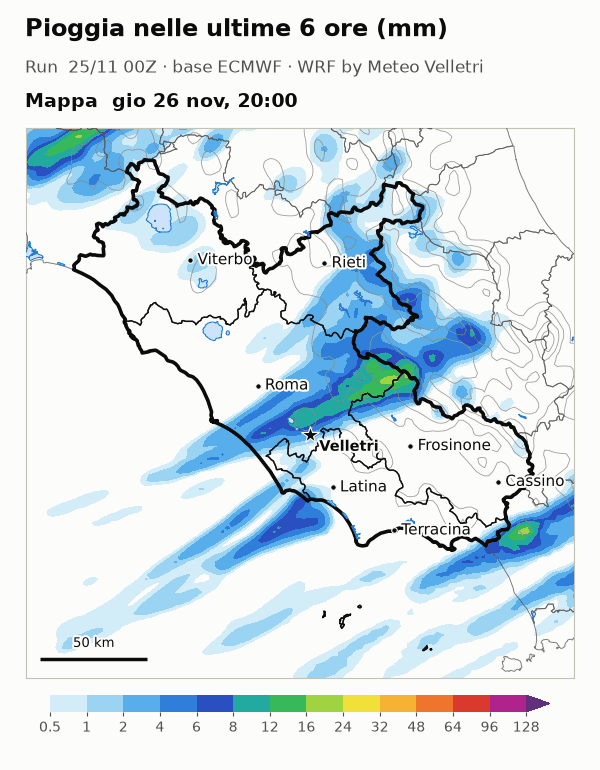 Pioggia nelle ultime 6 ore (mm)
Run  25/11 00Z · base ECMWF · WRF by Meteo Velletri
Mappa  gio 26 nov, 20:00
Viterbo
Rieti
Roma
Velletri
Frosinone
Latina
Cassino
Terracina
50 km
0.5 1 2 4 6 8 12 16 24 32 48 64 96 128